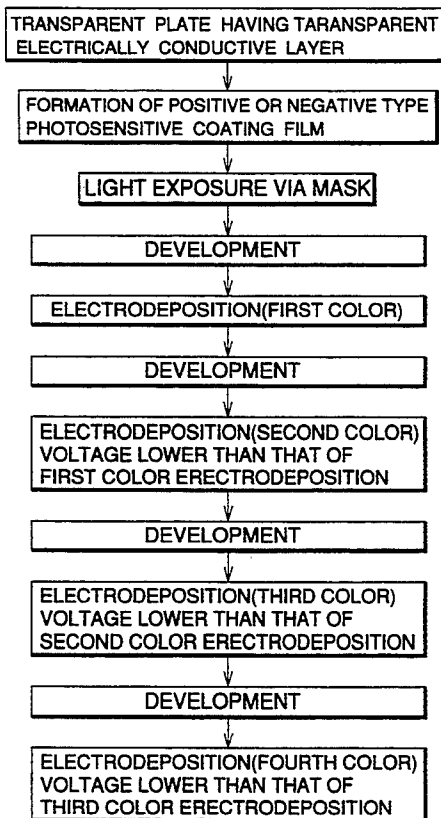 TRANSPARENT PLATE HAVING TARANSPARENT
ELECTRICALLY CONDUCTIVE LAYER
FORMATION OF POSITIVE OR NEGATIVE TYPE
PHOTOSENSITIVE COATING FILM
LIGHT EXPOSURE VIA MASK
DEVELOPMENT
ELECTRODEPOSITION(FIRST COLOR)
DEVELOPMENT
ELECTRODEPOSITION(SECOND COLOR)
VOLTAGE LOWER THAN THAT OF
FIRST COLOR ERECTRODEPOSITION
DEVELOPMENT
ELECTRODEPOSITION(THIRD COLOR)
VOLTAGE LOWER THAN THAT OF
SECOND COLOR ERECTRODEPOSITION
DEVELOPMENT
ELECTRODEPOSITION(FOURTH COLOR)
VOLTAGE LOWER THAN THAT OF
THIRD COLOR ERECTRODEPOSITION